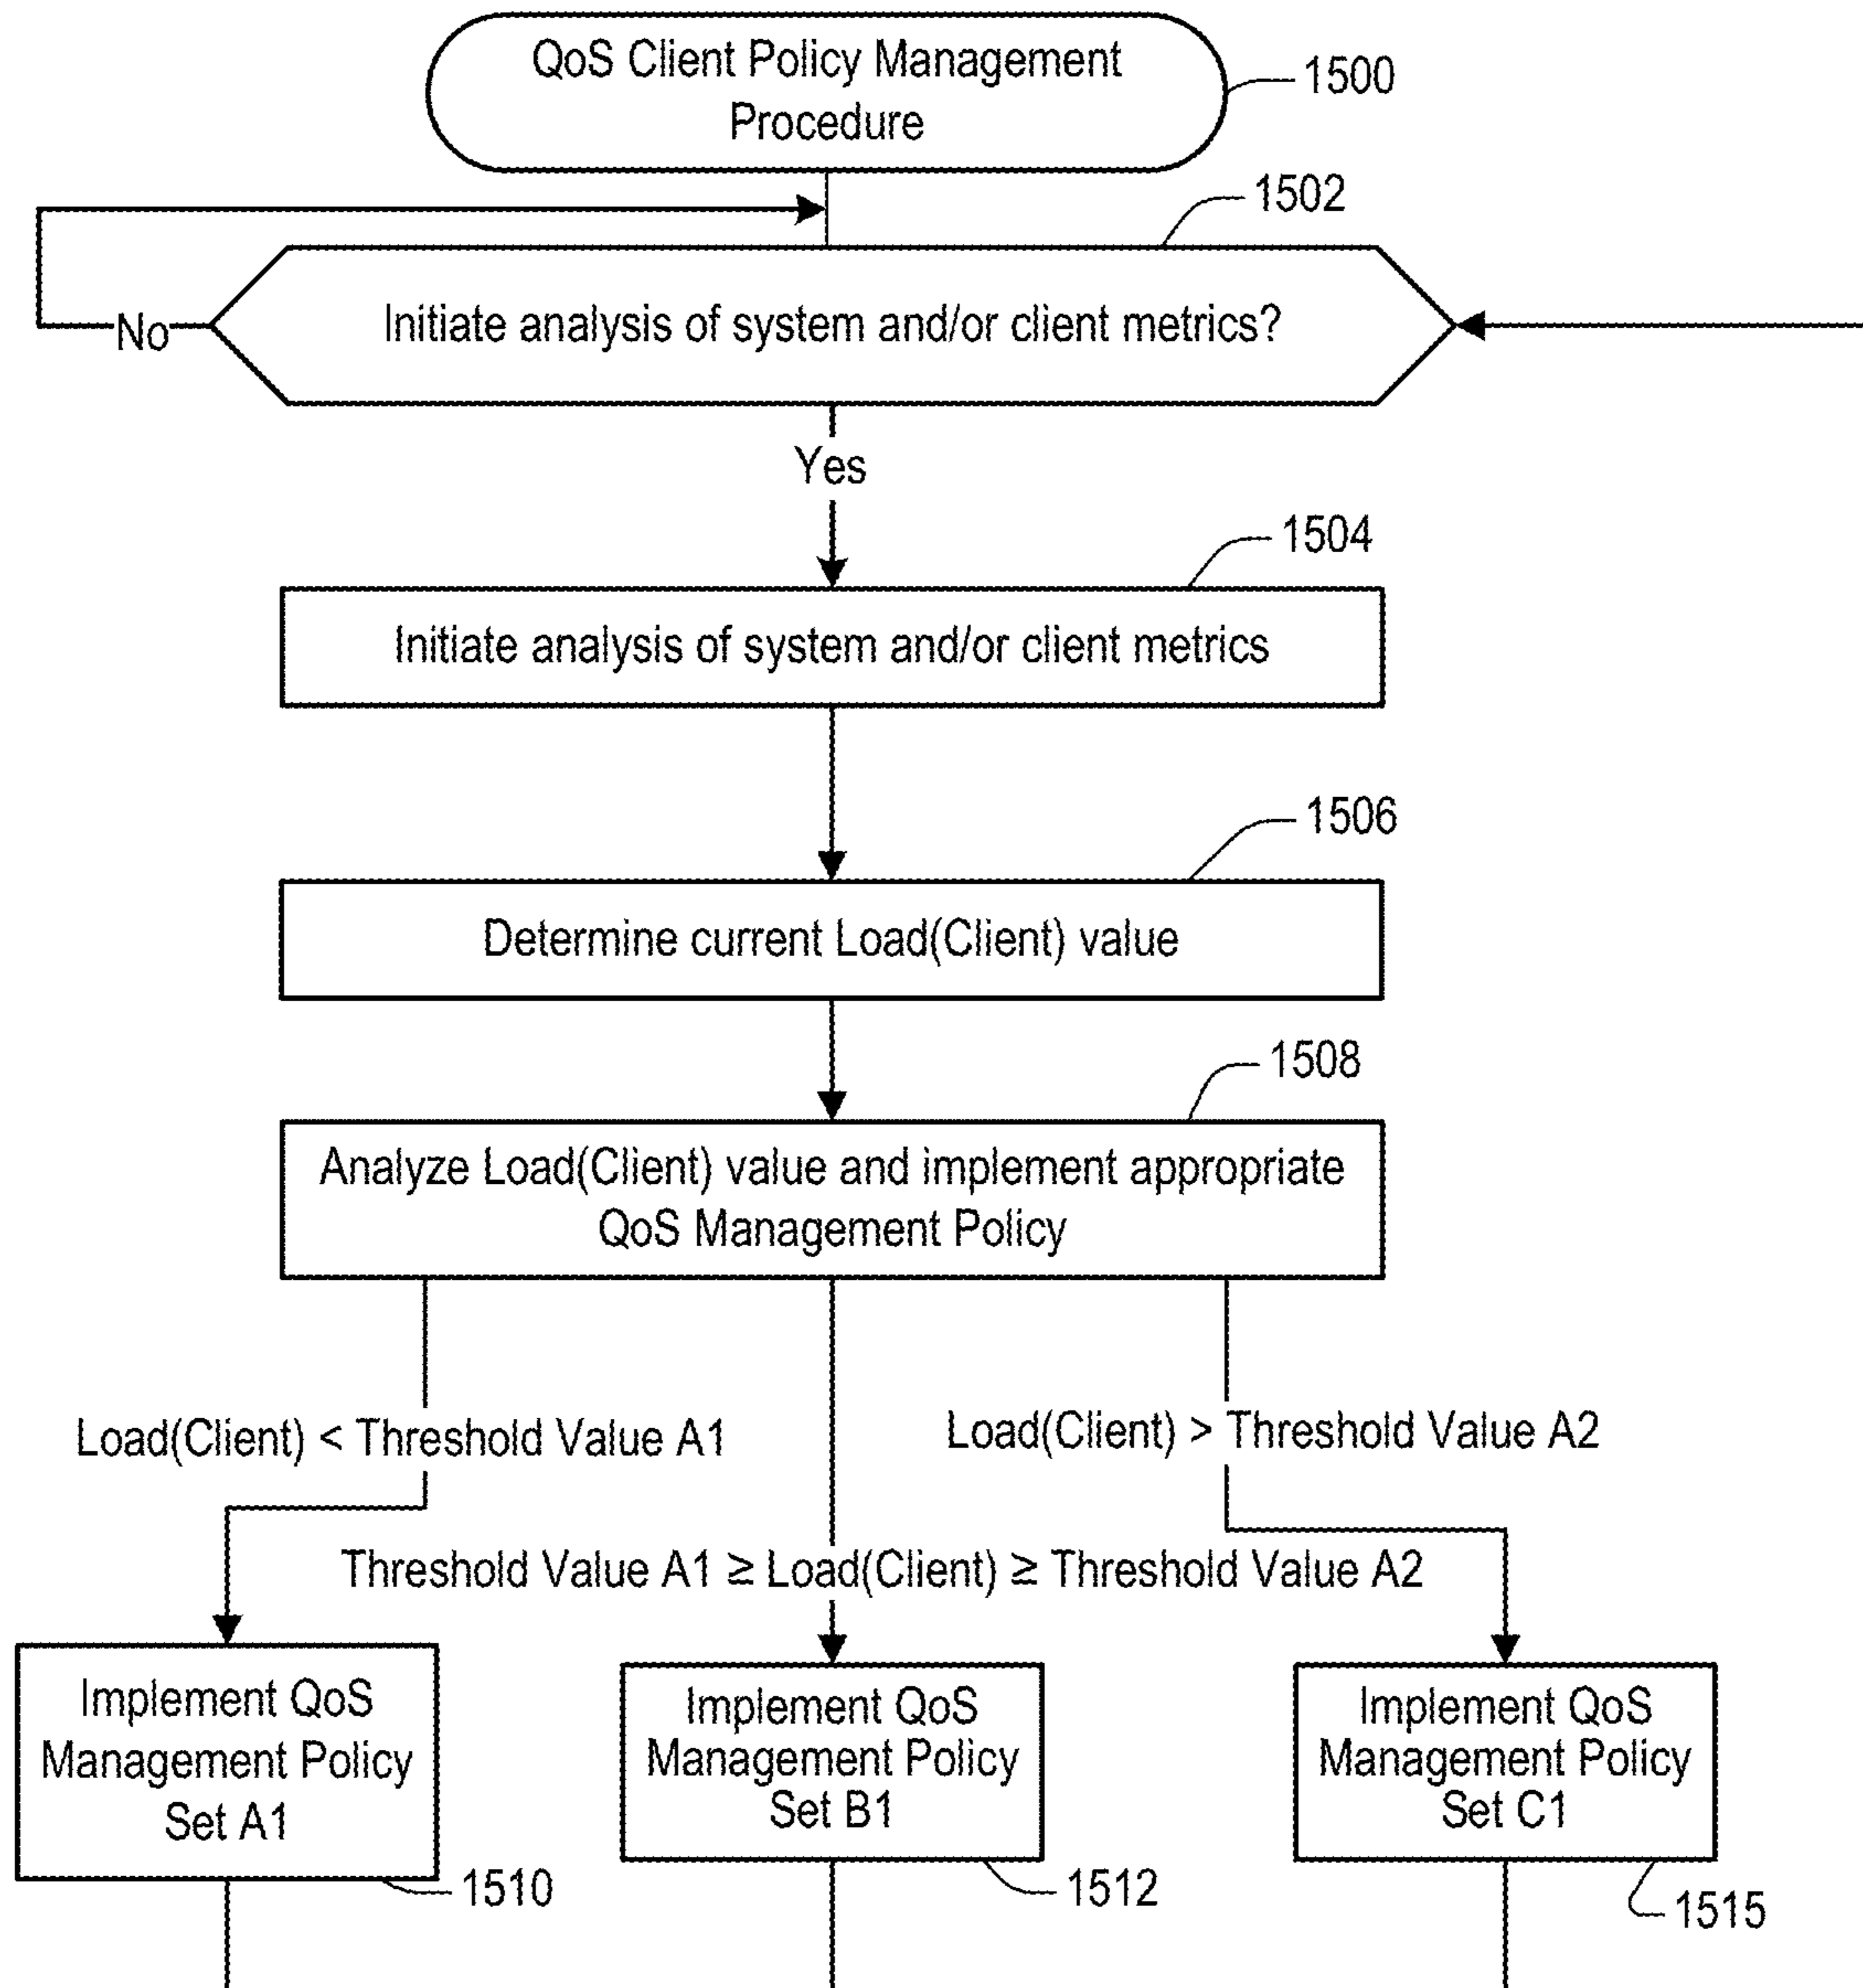 QoS Client Policy Management
Procedure
1500
1502
Initiate analysis of system and/or client metrics?
No
Yes
1504
Initiate analysis of system and/or client metrics
1506
Determine current Load(Client) value
1508
Analyze Load(Client) value and implement appropriate
QoS Management Policy
Load(Client) < Threshold Value A1
Load(Client) > Threshold Value A2
Threshold Value A1 ≥ Load(Client) ≥ Threshold Value A2
Implement QoS
Management Policy
Set A1
1510
Implement QoS
Management Policy
Set B1
1512
Implement QoS
Management Policy
Set C1
1515